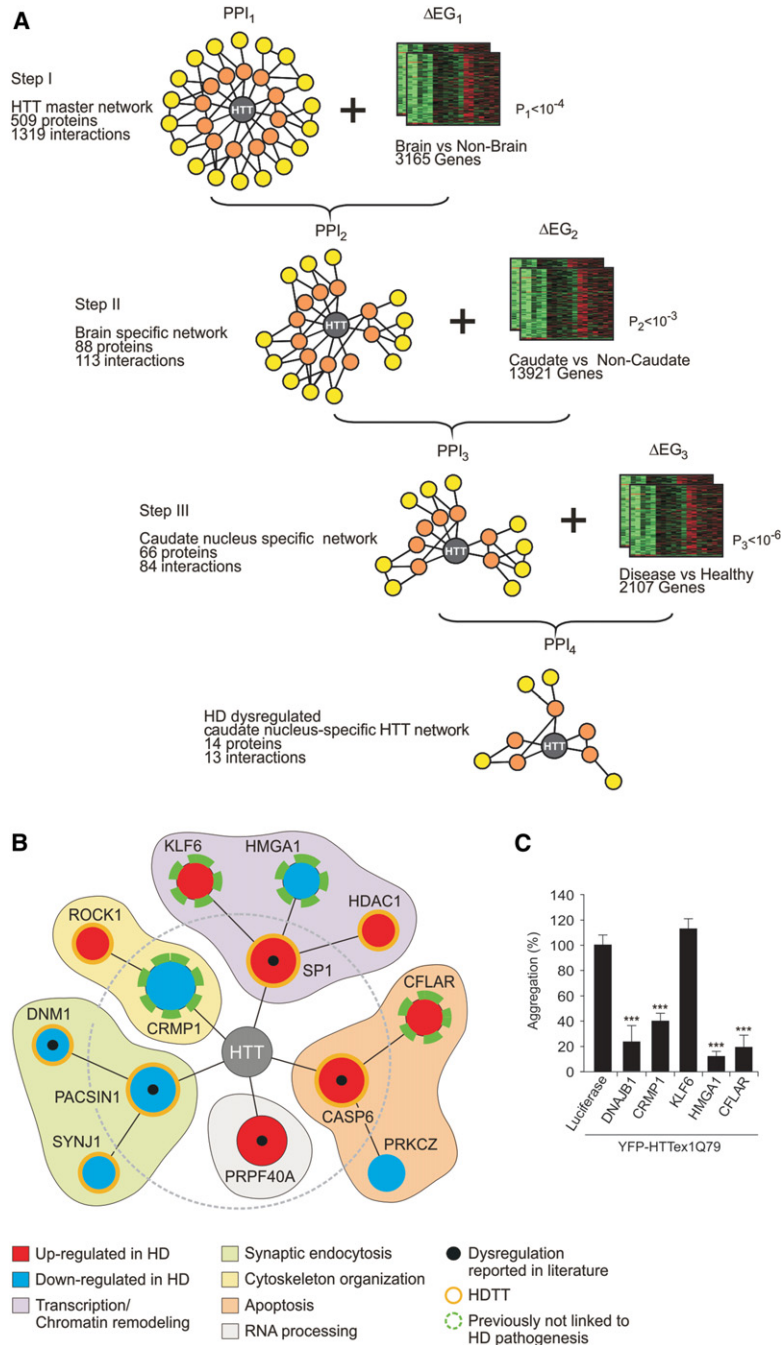 A
PPI1
ΔEG1
Step I
HTT master network
509 proteins
1319 interactions
HTT
+
P1<10-4
Brain vs Non-Brain
3165 Genes
PPI2
ΔEG2
Step II
Brain specific network
88 proteins
113 interactions
HTT
+
P2<10-3
Caudate vs Non-Caudate
13921 Genes
PPI3
ΔEG3
Step III
Caudate nucleus specific network
66 proteins
84 interactions
HTT
+
P3<10-6
Disease vs Healthy
2107 Genes
PPI4
HD dysregulated
caudate nucleus-specific HTT network
14 proteins
13 interactions
HTT
B
KLF6
HMGA1
HDAC1
ROCK1
SP1
CFLAR
CRMP1
DNM1
HTT
PACSIN1
CASP6
SYNJ1
PRPF40A
PRKCZ
C
Aggregation (%)
140
120
100
80
60
40
20
0
***
***
***
***
Luciferase
DNAJB1
CRMP1
KLF6
HMGA1
CFLAR
YFP-HTTex1Q79
Up-regulated in HD
Down-regulated in HD
Transcription/
Chromatin remodeling
Synaptic endocytosis
Cytoskeleton organization
Apoptosis
RNA processing
Dysregulation
reported in literature
HDTT
Previously not linked to
HD pathogenesis